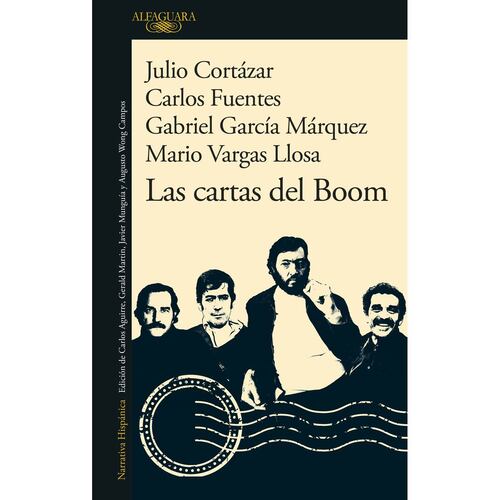 ALFAGUARA
Julio Cortázar
Carlos Fuentes
Gabriel García Márquez
Mario Vargas Llosa
Las cartas del Boom
Narrativa Hispánica Edición de Carlos Aguirre, Gerald Martin, Javier Munguía y Augusto Wong Campos